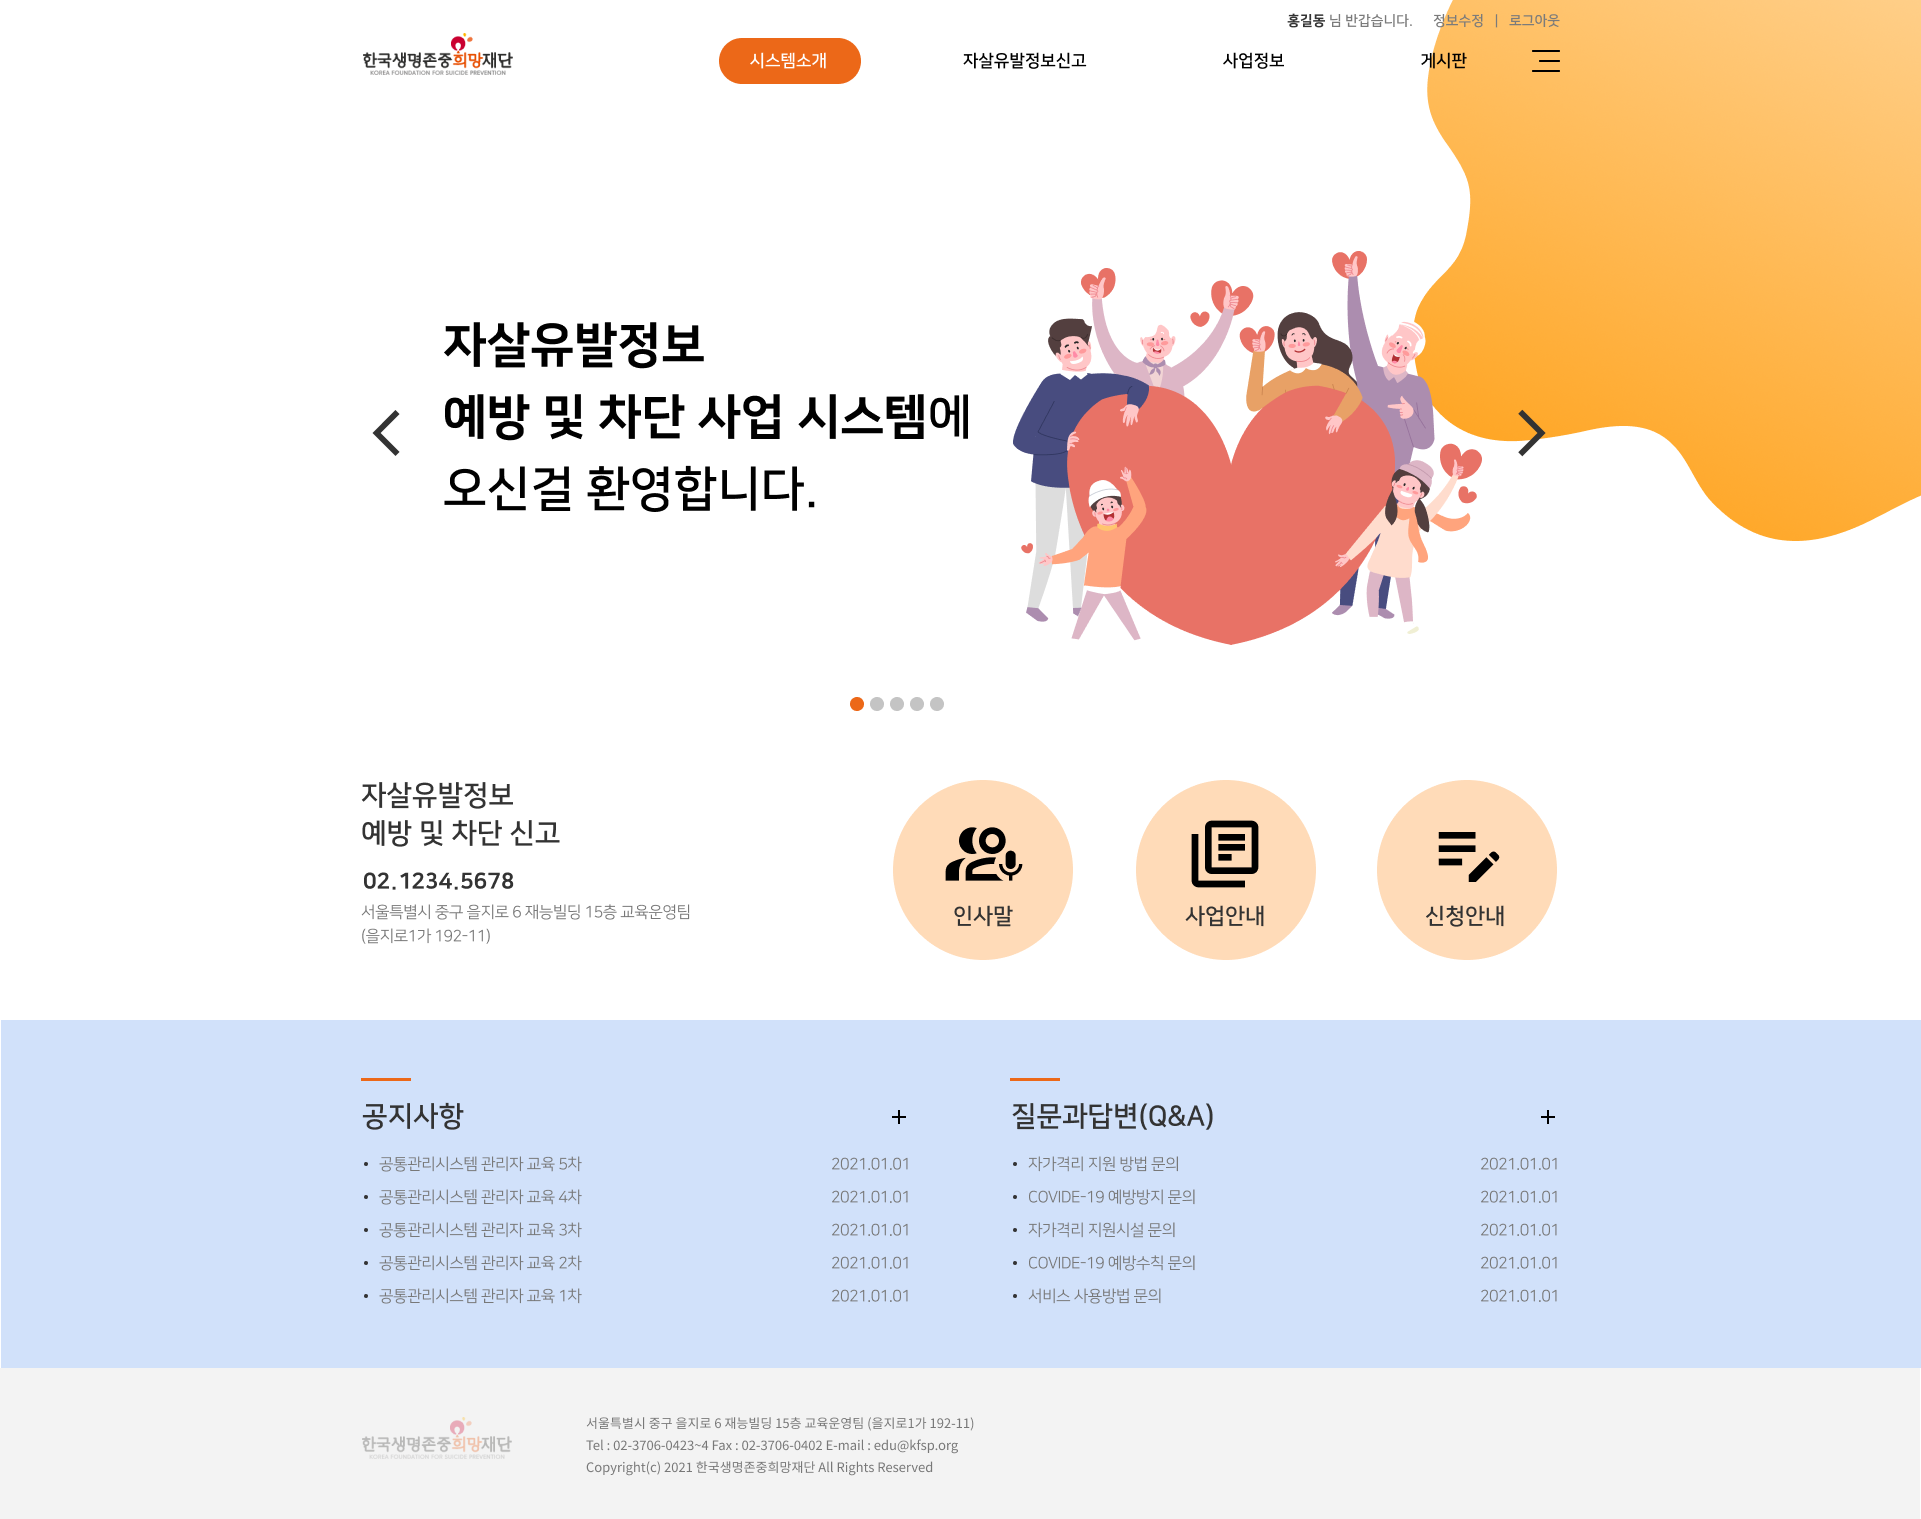 홍길동 님 반갑습니다. 정보수정 | 로그아웃
한국생명존중희망재단
KOREA FOUNDATION FOR SUICIDE PREVENTION
시스템소개 자살유발정보신고 사업정보 게시판
자살유발정보
예방 및 차단 사업 시스템에
오신걸 환영합니다.
자살유발정보
예방 및 차단 신고
02.1234.5678
서울특별시 중구 을지로 6 재능빌딩 15층 교육운영팀
(을지로1가 192-11)
인사말 사업안내 신청안내
공지사항
공통관리시스템 관리자 교육 5차 2021.01.01
공통관리시스템 관리자 교육 4차 2021.01.01
공통관리시스템 관리자 교육 3차 2021.01.01
공통관리시스템 관리자 교육 2차 2021.01.01
공통관리시스템 관리자 교육 1차 2021.01.01
질문과답변(Q&A)
자가격리 지원 방법 문의 2021.01.01
COVIDE-19 예방방지 문의 2021.01.01
자가격리 지원시설 문의 2021.01.01
COVIDE-19 예방수칙 문의 2021.01.01
서비스 사용방법 문의 2021.01.01
한국생명존중희망재단
KOREA FOUNDATION FOR SUICIDE PREVENTION
서울특별시 중구 을지로 6 재능빌딩 15층 교육운영팀 (을지로1가 192-11)
Tel : 02-3706-0423~4 Fax : 02-3706-0402 E-mail : edu@kfsp.org
Copyright(c) 2021 한국생명존중희망재단 All Rights Reserved